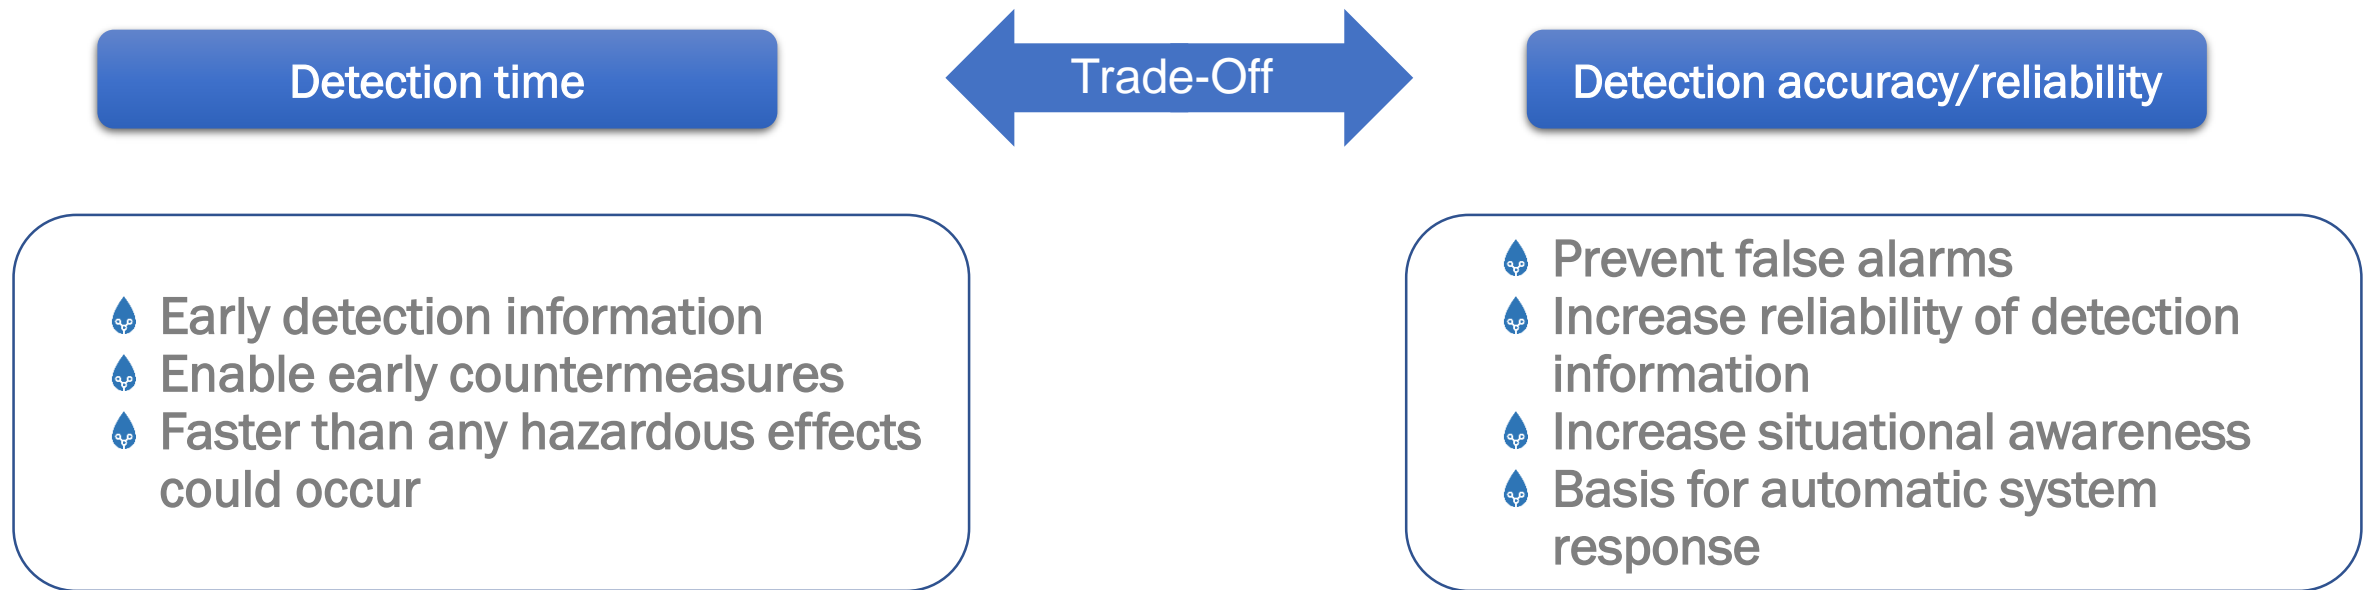 Detection time
Trade-Off
Detection accuracy/reliability
Early detection information
Enable early countermeasures
Faster than any hazardous effects
could occur
Prevent false alarms
Increase reliability of detection
information
Increase situational awareness
Basis for automatic system
response